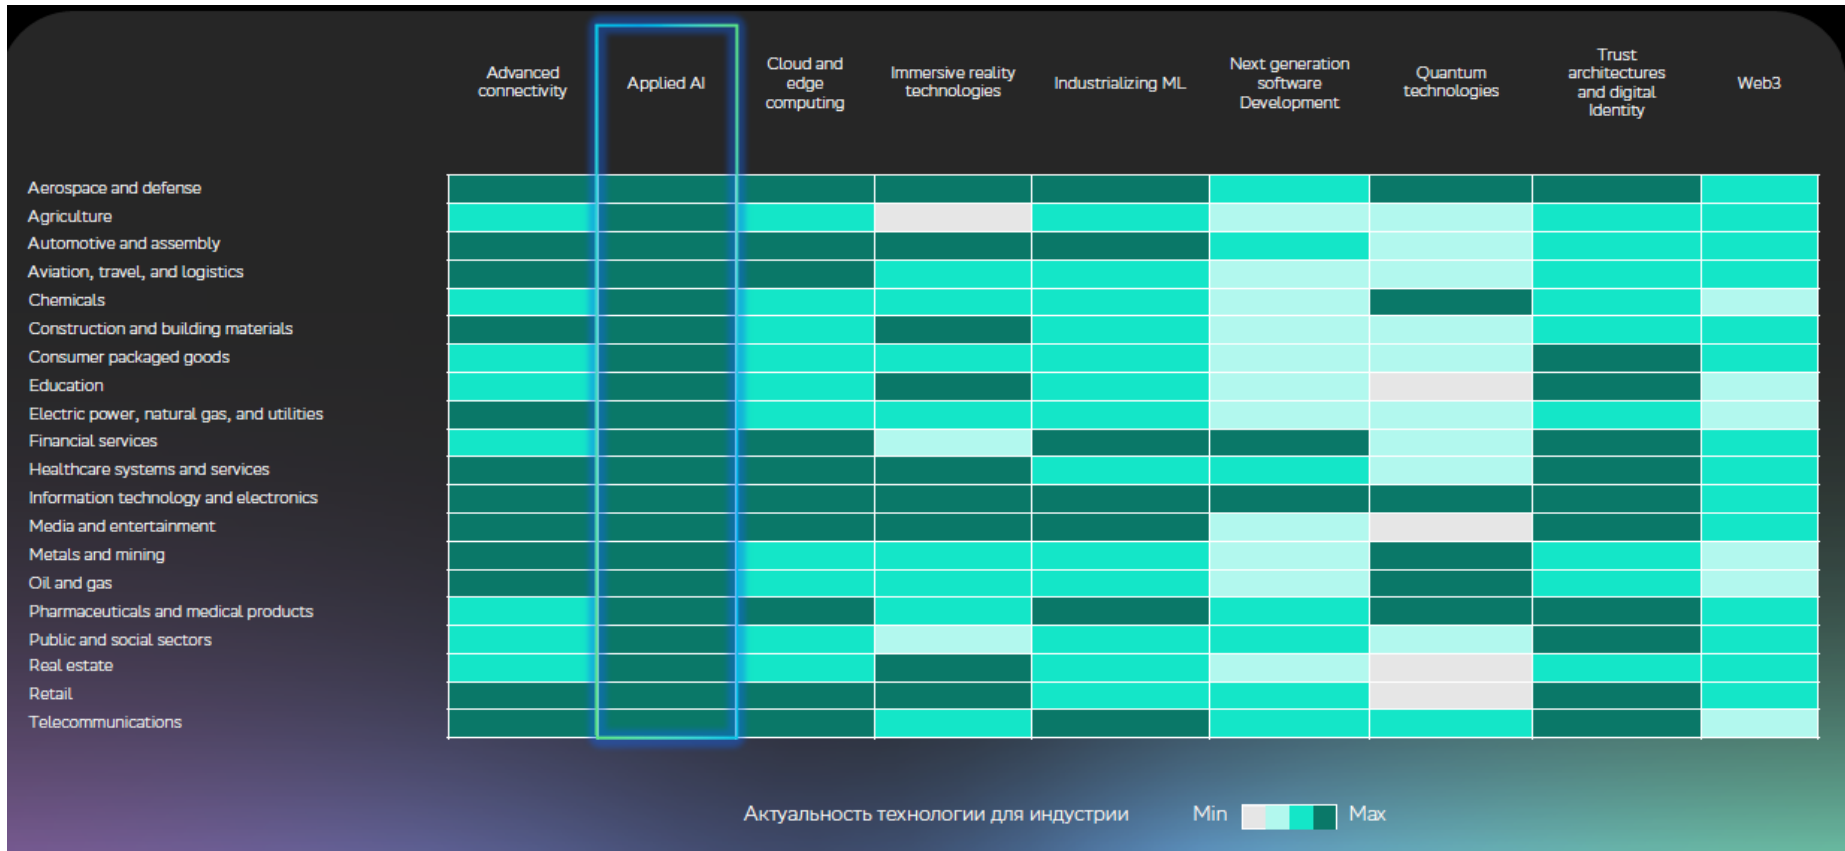 Advanced
connectivity
Applied AI
Cloud and
edge
computing
Immersive reality
technologies
Industrializing ML
Next generation
software
Development
Quantum
technologies
Trust
architectures
and digital
Identity
Web3
Aerospace and defense
Agriculture
Automotive and assembly
Aviation, travel, and logistics
Chemicals
Construction and building materials
Consumer packaged goods
Education
Electric power, natural gas, and utilities
Financial services
Healthcare systems and services
Information technology and electronics
Media and entertainment
Metals and mining
Oil and gas
Pharmaceuticals and medical products
Public and social sectors
Real estate
Retail
Telecommunications
Актуальность технологии для индустрии Min Max